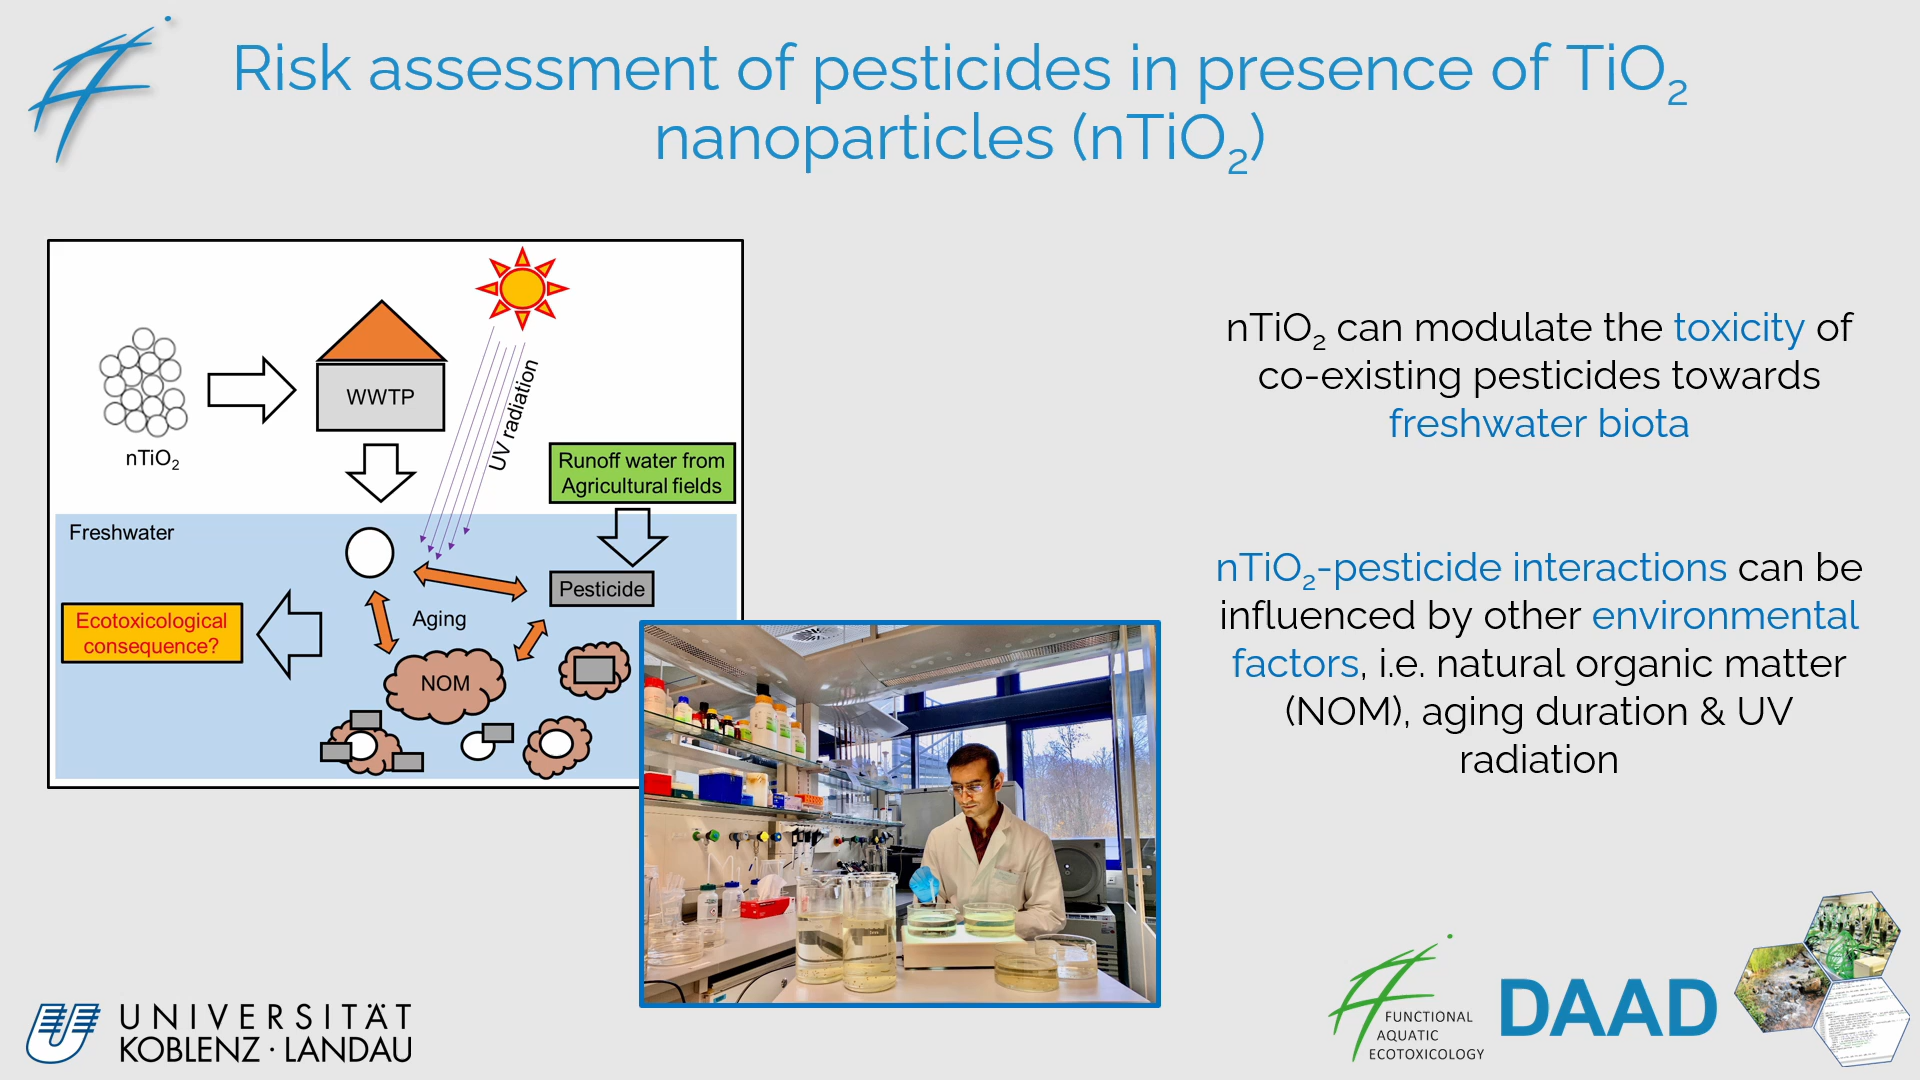 Risk assessment of pesticides in presence of TiO₂
nanoparticles (nTiO₂)
nTiO₂
WWTP
UV radiation
Runoff water from
Agricultural fields
Freshwater
Pesticide
Aging
Ecotoxicological
consequence?
NOM
nTiO₂ can modulate the toxicity of
co-existing pesticides towards
freshwater biota
nTiO₂-pesticide interactions can be
influenced by other environmental
factors, i.e. natural organic matter
(NOM), aging duration & UV
radiation
UNIVERSITÄT
KOBLENZ · LANDAU
FUNCTIONAL
AQUATIC
ECOTOXICOLOGY
DAAD